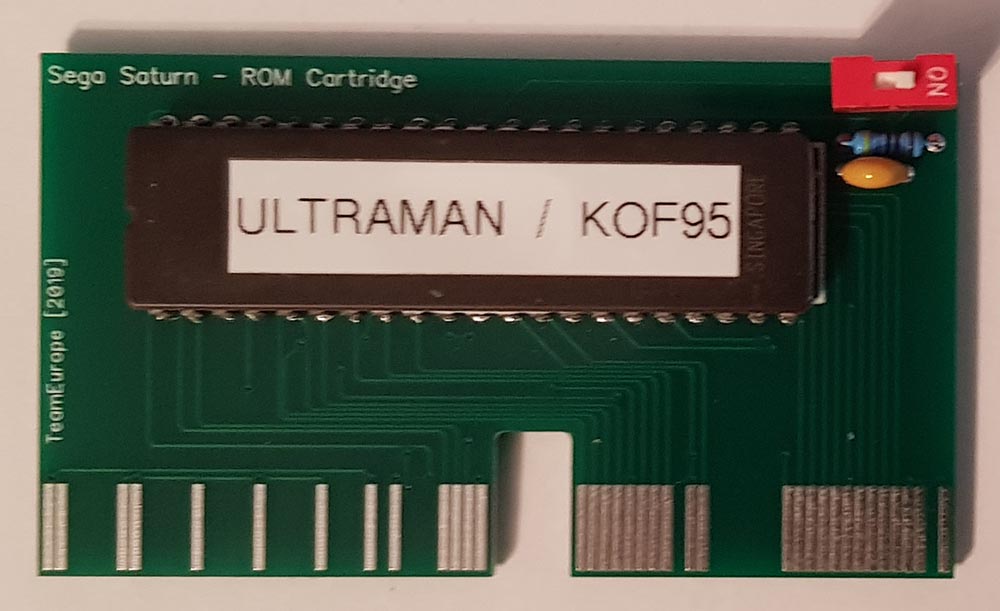 Sega Saturn - ROM Cartridge
ON
ULTRAMAN / KOF95
SINGAPORE
TeamEurope [2019]